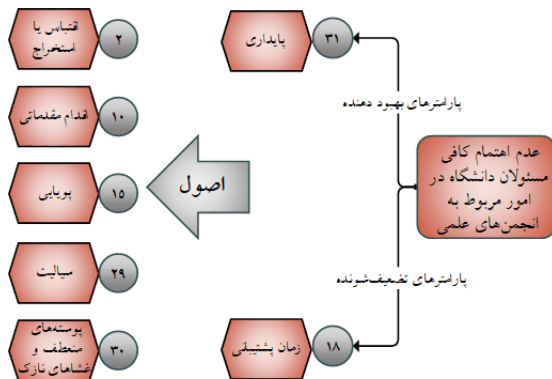 عدم اهتمام کافی
مسئولان دانشگاه در
امور مربوط به
انجمن‌های علمی
پارامترهای بهبود دهنده
۳۱
پایداری
پارامترهای تضعیف‌شونده
۱۸
زمان پشتیبانی
اصول
۲
اقتباس یا
استخراج
۱۰
اقدام مقدماتی
۱۵
پویایی
۲۹
سیالیت
۳۰
پوسته‌های
منعطف و
غشاهای نازک